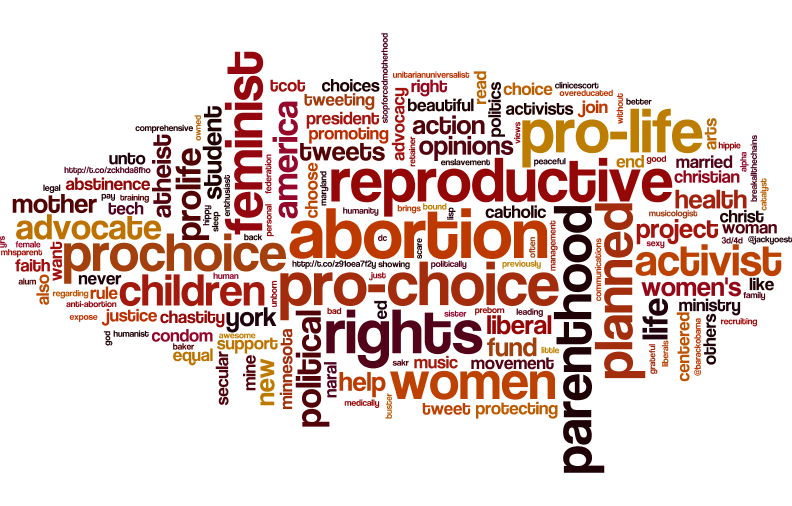 stopforcedmotherhood
feminist
tcot
choices
unitarianuniversalist
right
read
choice
clinicescort
overeducated
without
better
tweeting
advocacy
beautiful
politics
activists
join
america
president
action
views
pro-life
arts
hippie
comprehensive
owned
student
promoting
retainer
opinions
unto
atheist
prolife
tweets
enslavement
peaceful
end
good
married
alpha
breakallthechains
http://t.co/zckhda8fho
enthusiast
federation
choose
maryland
reproductive
christian
catalyst
abstinence
legal
pay
training
hippy
sleep
personal
humanity
brings
bound
lisp
catholic
health
mother
tech
musicologist
christ
advocate
back
abortion
dc
scare
often
management
parenthood
planned
communications
project
woman
sexy
3d/4d
@jackyoest
yrs
female
mhsparent
want
prochoice
http://t.co/z91oea7f2y
showing
politically
previously
activist
faith
alum
also
never
human
unborn
pro-choice
just
women's
like
family
regarding
rule
children
anti-abortion
expose
justice
chastity
york
political
bad
ed
sister
preborn
leading
life
ministry
recruiting
rights
liberal
god
humanist
condom
awesome
support
baker
equal
secular
mine
new
minnesota
naral
sakr
music
movement
fund
little
grateful
liberals
centered
@barackobama
others
help
women
medically
buster
tweet
protecting